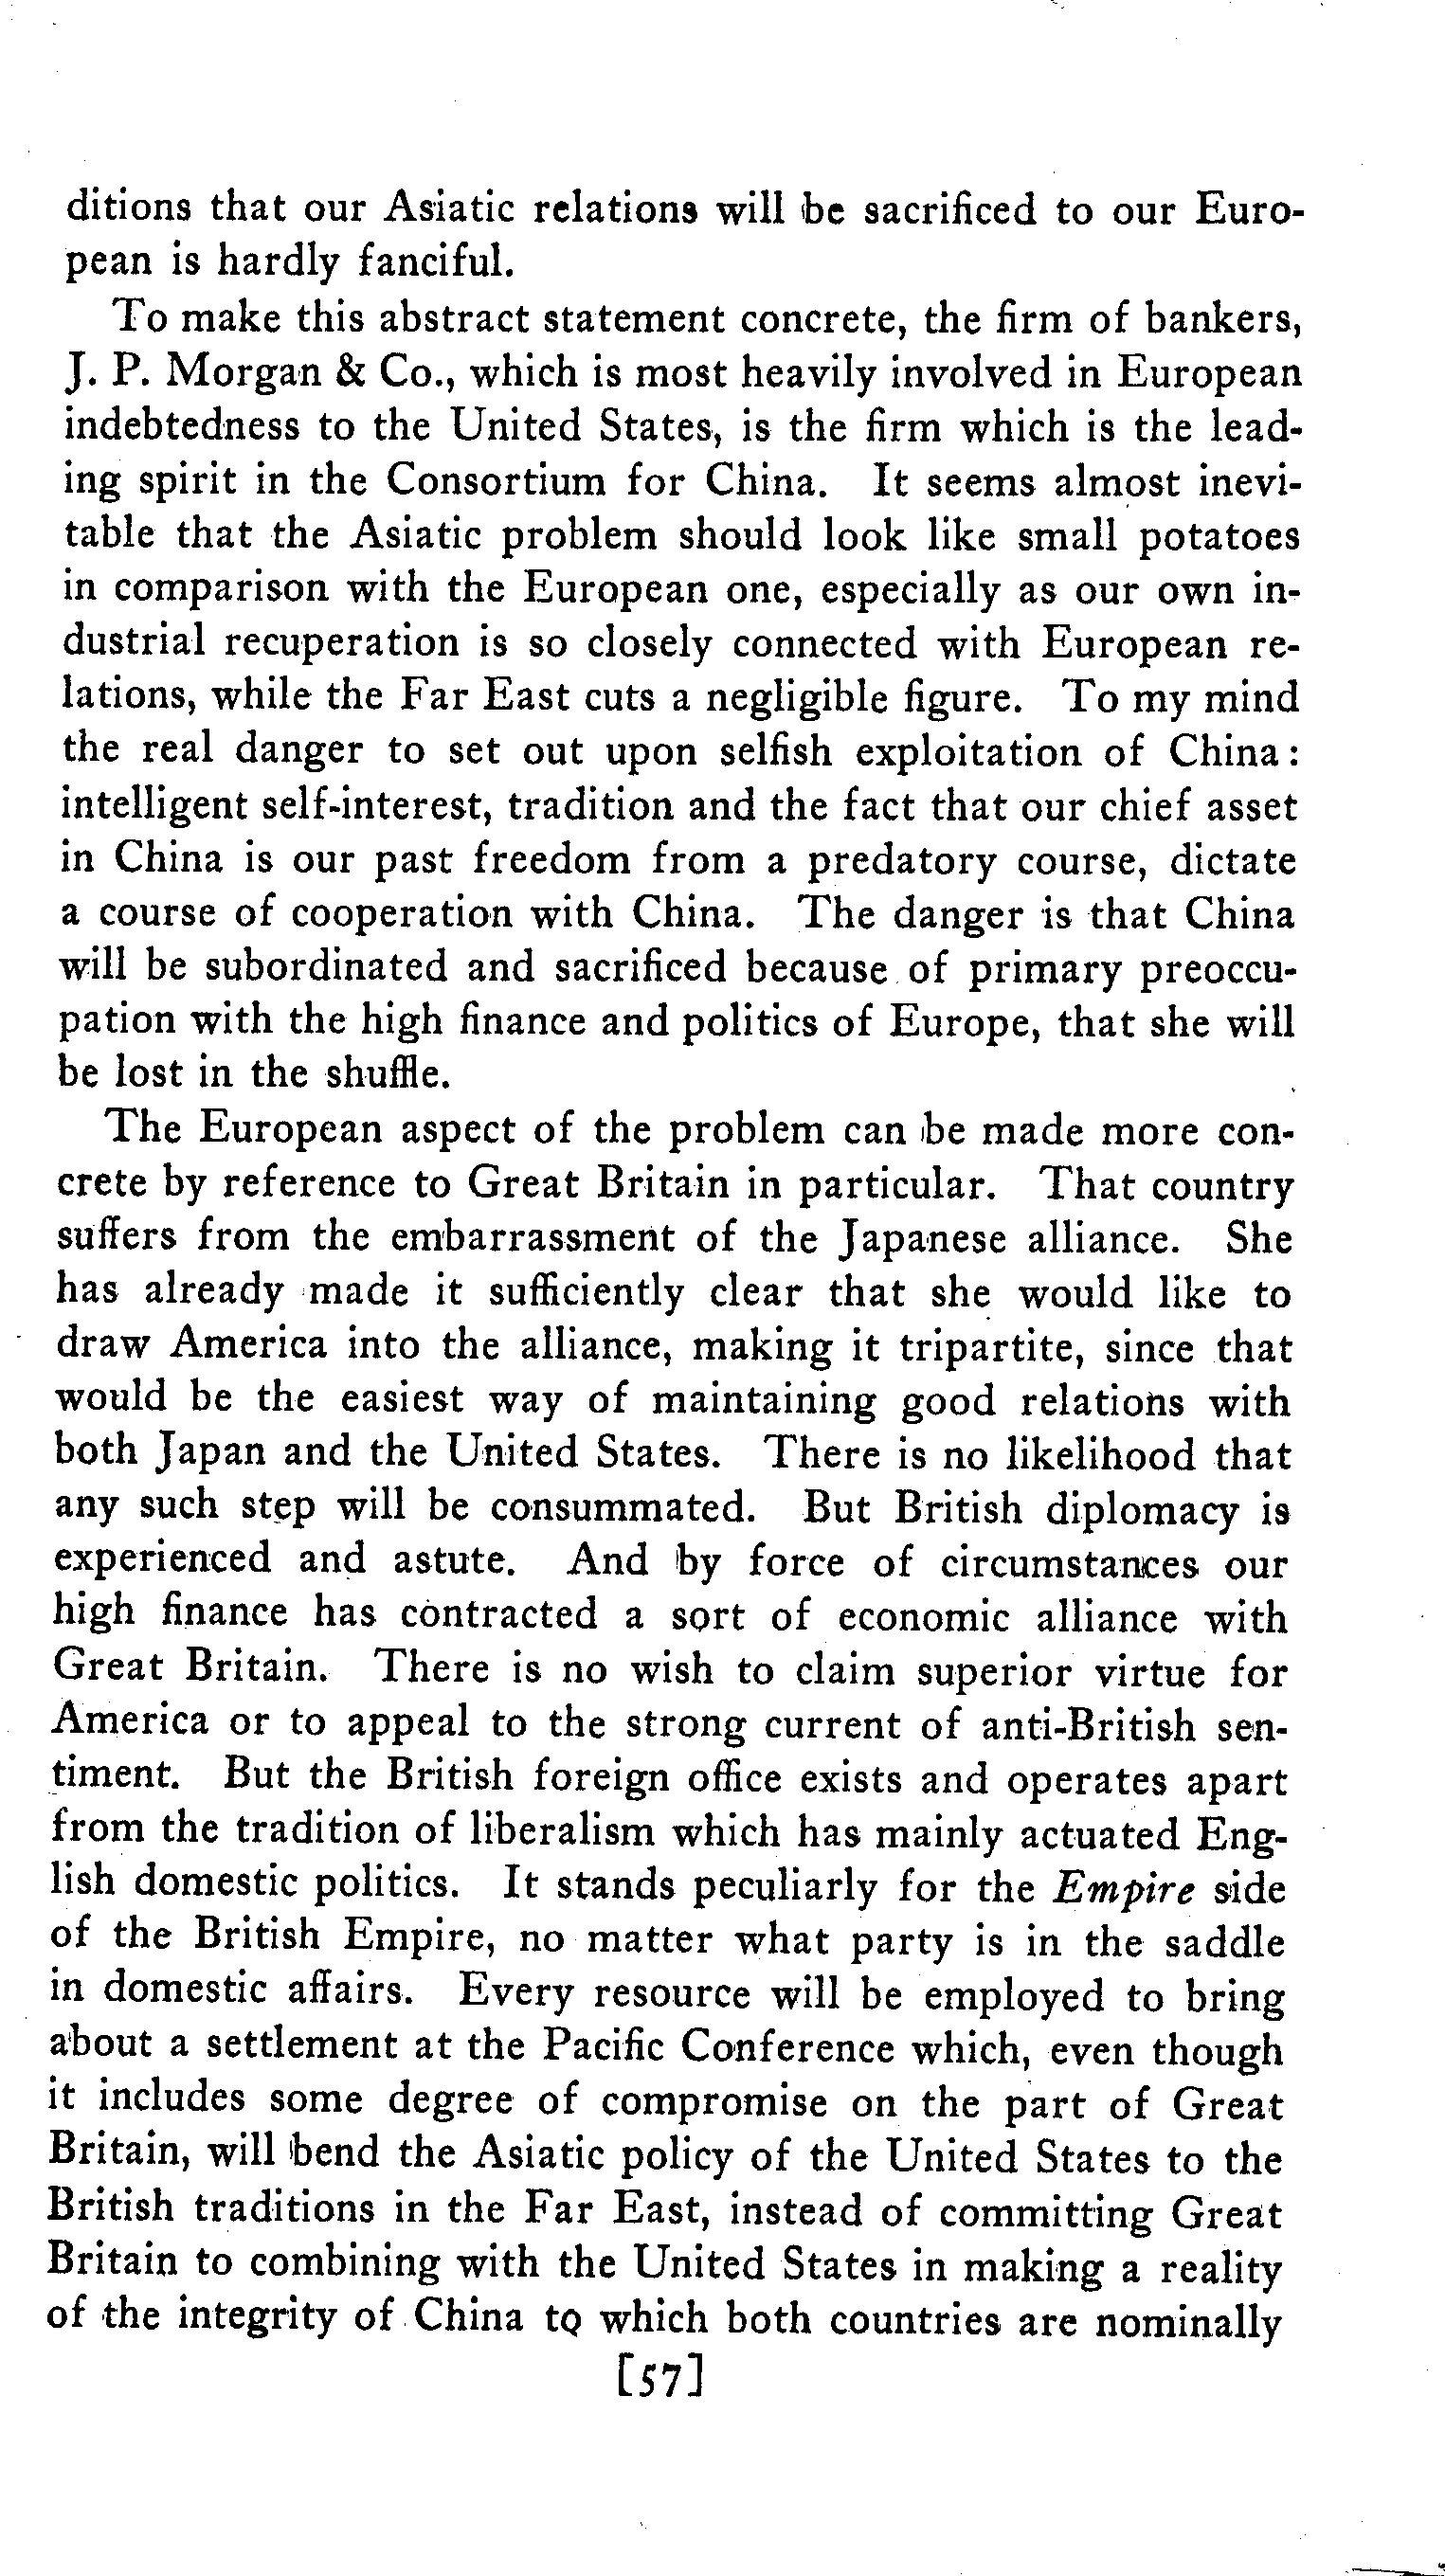 ditions that our Asiatic relations will be sacrificed to our Euro-
pean is hardly fanciful.
To make this abstract statement concrete, the firm of bankers,
J. P. Morgan & Co., which is most heavily involved in European
indebtedness to the United States, is the firm which is the lead-
ing spirit in the Consortium for China. It seems almost inevi-
table that the Asiatic problem should look like small potatoes
in comparison with the European one, especially as our own in-
dustrial recuperation is so closely connected with European re-
lations, while the Far East cuts a negligible figure. To my mind
the real danger to set out upon selfish exploitation of China:
intelligent self-interest, tradition and the fact that our chief asset
in China is our past freedom from a predatory course, dictate
a course of cooperation with China. The danger is that China
will be subordinated and sacrificed because of primary preoccu-
pation with the high finance and politics of Europe, that she will
be lost in the shuffle.
The European aspect of the problem can be made more con-
crete by reference to Great Britain in particular. That country
suffers from the embarrassment of the Japanese alliance. She
has already made it sufficiently clear that she would like to
draw America into the alliance, making it tripartite, since that
would be the easiest way of maintaining good relations with
both Japan and the United States. There is no likelihood that
any such step will be consummated. But British diplomacy is
experienced and astute. And by force of circumstances our
high finance has contracted a sort of economic alliance with
Great Britain. There is no wish to claim superior virtue for
America or to appeal to the strong current of anti-British sen-
timent. But the British foreign office exists and operates apart
from the tradition of liberalism which has mainly actuated Eng-
lish domestic politics. It stands peculiarly for the Empire side
of the British Empire, no matter what party is in the saddle
in domestic affairs. Every resource will be employed to bring
about a settlement at the Pacific Conference which, even though
it includes some degree of compromise on the part of Great
Britain, will bend the Asiatic policy of the United States to the
British traditions in the Far East, instead of committing Great
Britain to combining with the United States in making a reality
of the integrity of China to which both countries are nominally
[57]